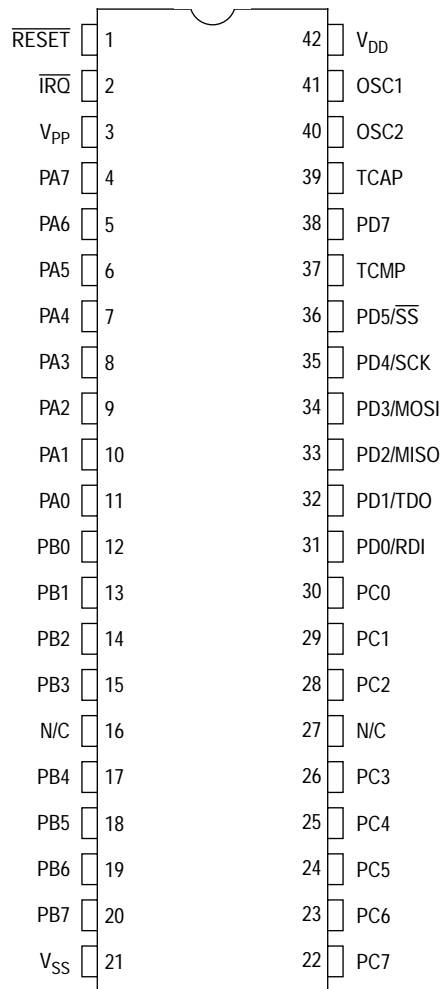 RESET 1 42 VDD
IRQ 2 41 OSC1
VPP 3 40 OSC2
PA7 4 39 TCAP
PA6 5 38 PD7
PA5 6 37 TCMP
PA4 7 36 PD5/SS
PA3 8 35 PD4/SCK
PA2 9 34 PD3/MOSI
PA1 10 33 PD2/MISO
PA0 11 32 PD1/TDO
PB0 12 31 PD0/RDI
PB1 13 30 PC0
PB2 14 29 PC1
PB3 15 28 PC2
N/C 16 27 N/C
PB4 17 26 PC3
PB5 18 25 PC4
PB6 19 24 PC5
PB7 20 23 PC6
VSS 21 22 PC7